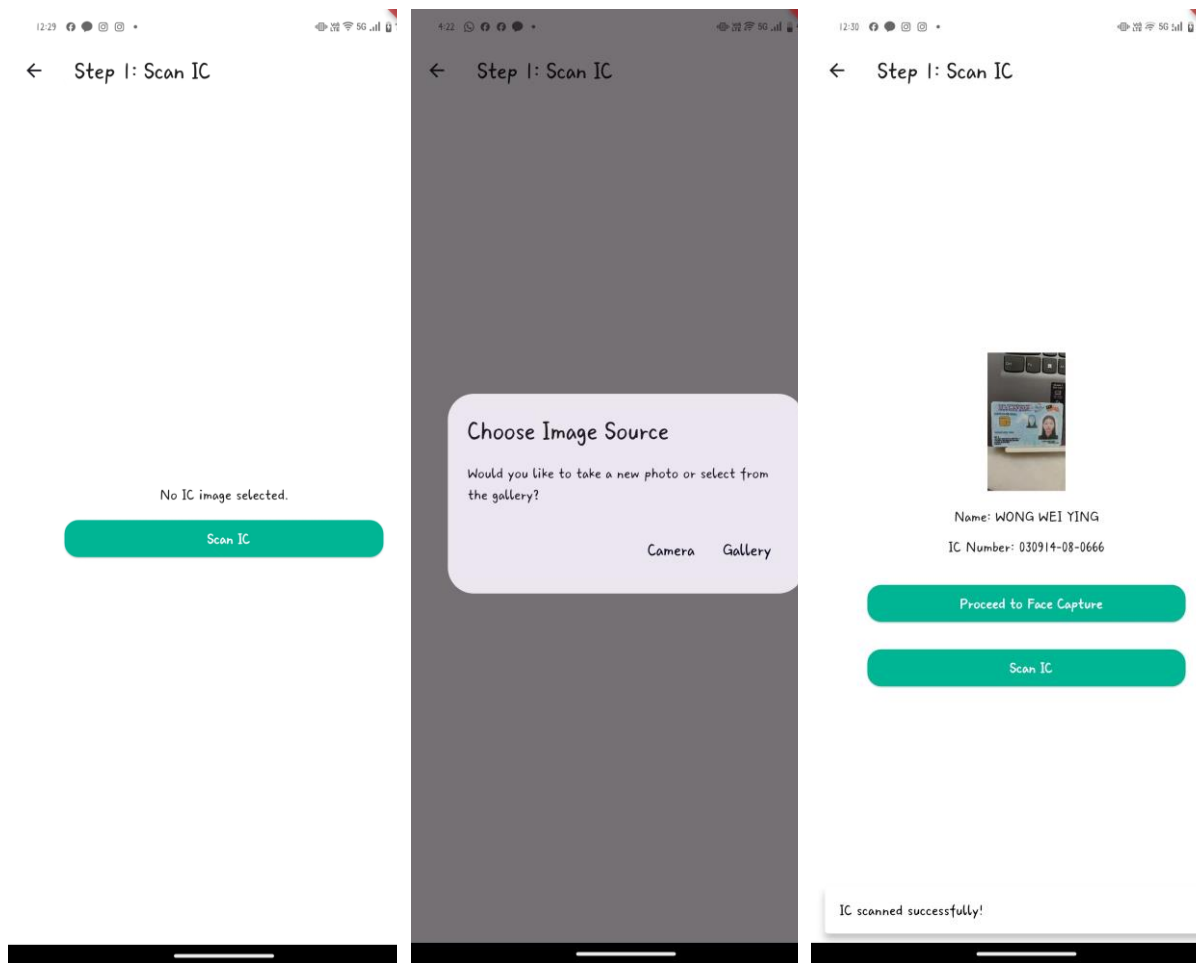 12:29
5G
Step 1: Scan IC
No IC image selected.
Scan IC
4:22
5G
Step 1: Scan IC
Choose Image Source
Would you like to take a new photo or select from
the gallery?
Camera Gallery
12:30
5G
Step 1: Scan IC
Name: WONG WEI YING
IC Number: 030914-08-0666
Proceed to Face Capture
Scan IC
IC scanned successfully!